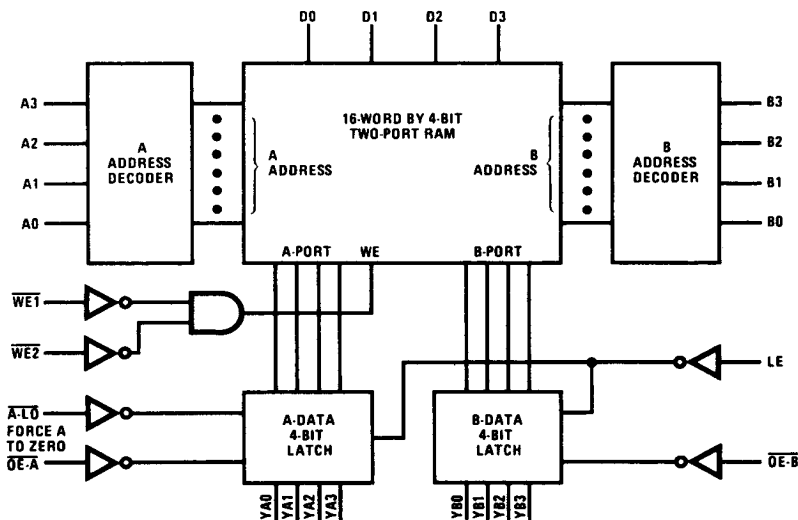 D0 D1 D2 D3
A3
A2
A1
A0
A
ADDRESS
DECODER
16-WORD BY 4-BIT
TWO-PORT RAM
A
ADDRESS
B
ADDRESS
B
ADDRESS
DECODER
B3
B2
B1
B0
A-PORT WE B-PORT
WE1
WE2
LE
A-LO
FORCE A
TO ZERO
OE-A
A-DATA
4-BIT
LATCH
B-DATA
4-BIT
LATCH
OE-B
YA0 YA1 YA2 YA3
YB0 YB1 YB2 YB3